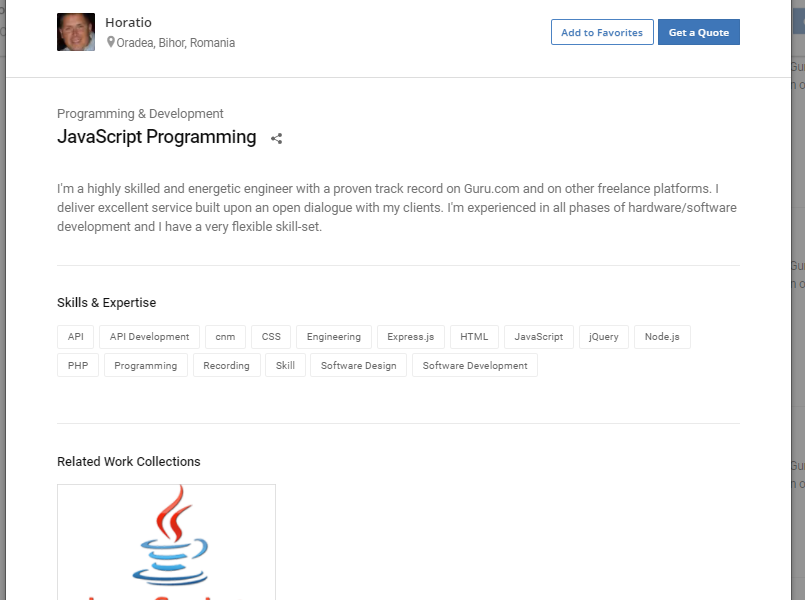 Horatio
Oradea, Bihor, Romania
Add to Favorites
Get a Quote
Programming & Development
JavaScript Programming
I'm a highly skilled and energetic engineer with a proven track record on Guru.com and on other freelance platforms. I
deliver excellent service built upon an open dialogue with my clients. I'm experienced in all phases of hardware/software
development and I have a very flexible skill-set.
Skills & Expertise
API
API Development
cnm
CSS
Engineering
Express.js
HTML
JavaScript
jQuery
Node.js
PHP
Programming
Recording
Skill
Software Design
Software Development
Related Work Collections